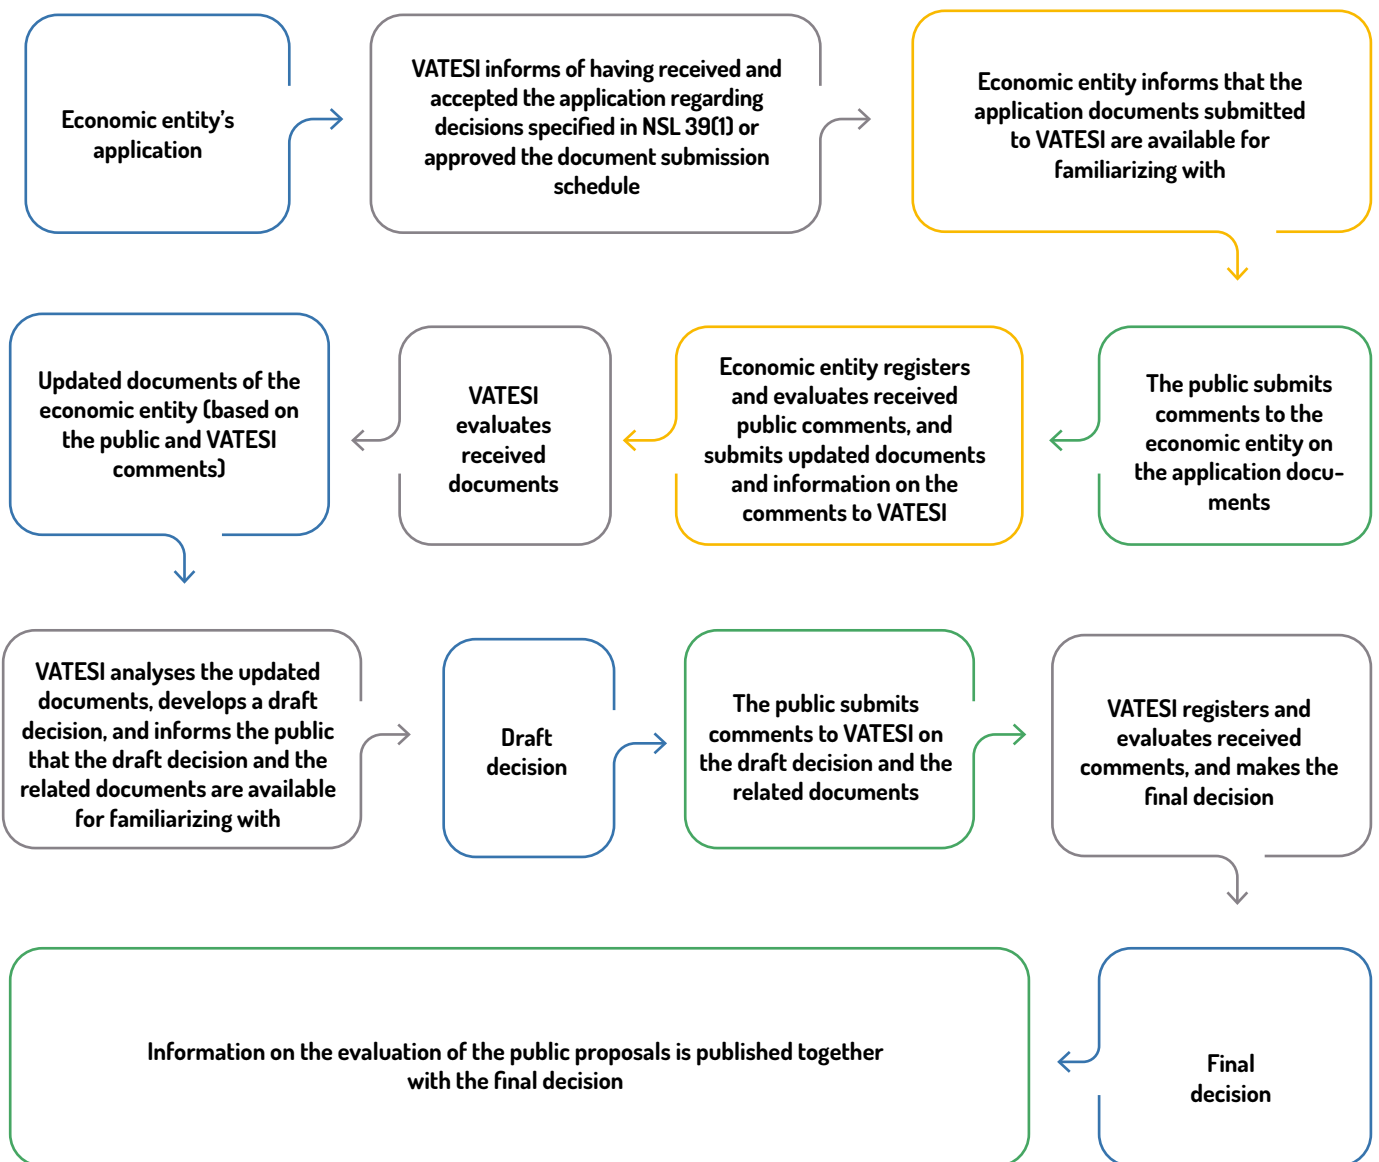 Economic entity's
application
VATESI informs of having received and
accepted the application regarding
decisions specified in NSL 39(1) or
approved the document submission
schedule
Economic entity informs that the
application documents submitted
to VATESI are available for
familiarizing with
The public submits
comments to the
economic entity on
the application docu-
ments
Economic entity registers
and evaluates received
public comments, and
submits updated documents
and information on the
comments to VATESI
VATESI
evaluates
received
documents
Updated documents of the
economic entity (based on
the public and VATESI
comments)
VATESI analyses the updated
documents, develops a draft
decision, and informs the public
that the draft decision and the
related documents are available
for familiarizing with
Draft
decision
The public submits
comments to VATESI on
the draft decision and the
related documents
VATESI registers and
evaluates received
comments, and makes the
final decision
Final
decision
Information on the evaluation of the public proposals is published together
with the final decision